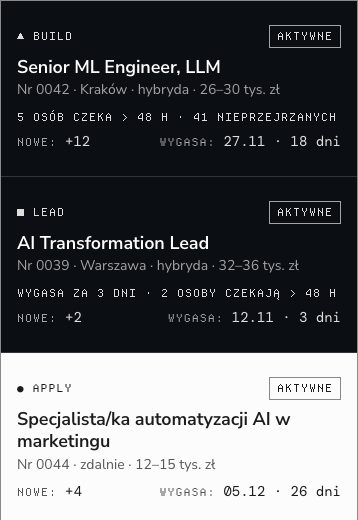 ▲ BUILD AKTYWNE
Senior ML Engineer, LLM
Nr 0042 · Kraków · hybryda · 26–30 tys. zł
5 OSÓB CZEKA > 48 H · 41 NIEPRZEJRZANYCH
NOWE: +12 WYGASA: 27.11 · 18 dni
■ LEAD AKTYWNE
AI Transformation Lead
Nr 0039 · Warszawa · hybryda · 32–36 tys. zł
WYGASA ZA 3 DNI · 2 OSOBY CZEKAJĄ > 48 H
NOWE: +2 WYGASA: 12.11 · 3 dni
● APPLY AKTYWNE
Specjalista/ka automatyzacji AI w
marketingu
Nr 0044 · zdalnie · 12–15 tys. zł
NOWE: +4 WYGASA: 05.12 · 26 dni